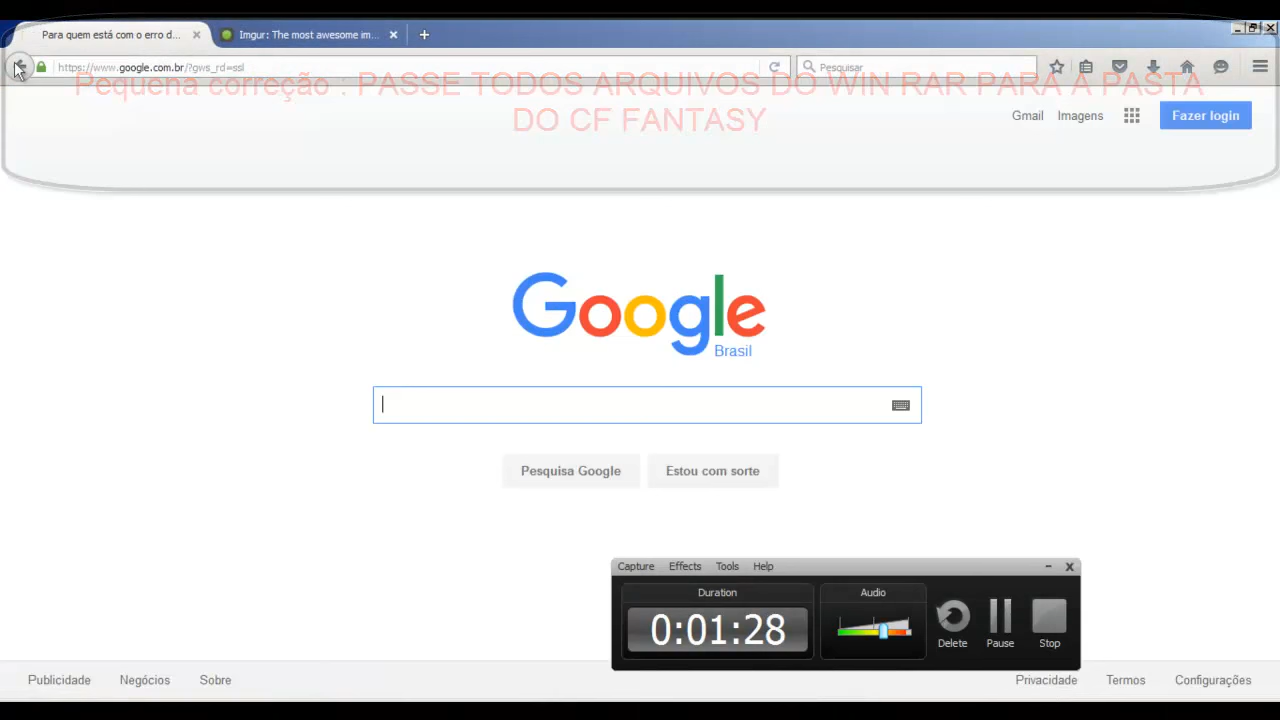 Para quem está com o erro d...
Imgur: The most awesome im...
https://www.google.com.br/?gws_rd=ssl
Pesquisar
Pequena correção : PASSE TODOS ARQUIVOS DO WIN RAR PARA A PASTA
DO CF FANTASY
Gmail Imagens Fazer login
Google
Brasil
Pesquisa Google Estou com sorte
Capture Effects Tools Help
Duration Audio
0:01:28
Delete Pause Stop
Publicidade Negócios Sobre Privacidade Termos Configurações